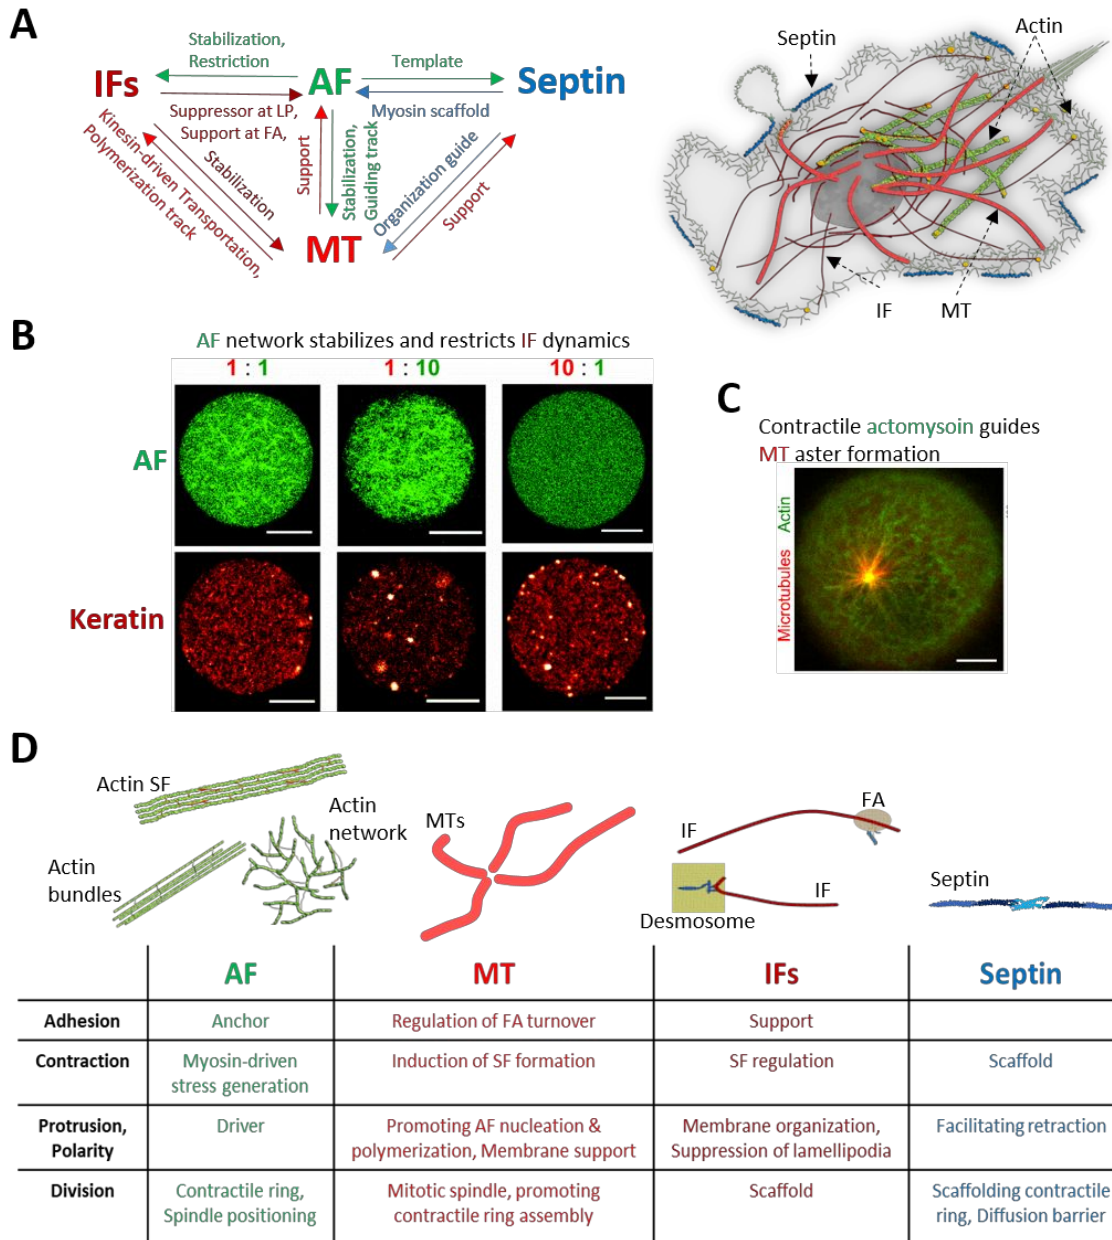 A
Stabilization,
Restriction
IFs
AF
Template
Septin
Suppressor at LP,
Support at FA,
Myosin scaffold
Kinesin-driven Transportation,
Polymerization track
Stabilization
Support
Stabilization,
Guiding track
Organization guide
Support
MT
Septin
Actin
IF
MT
B
AF network stabilizes and restricts IF dynamics
1 : 1
1 : 10
10 : 1
AF
Keratin
C
Contractile actomysoin guides
MT aster formation
Microtubules Actin
D
Actin SF
Actin
network
Actin
bundles
MTs
IF
FA
IF
Desmosome
Septin
AF MT IFs Septin
Adhesion Anchor Regulation of FA turnover Support
Contraction Myosin-driven Induction of SF formation SF regulation Scaffold
stress generation
Protrusion, Driver Promoting AF nucleation & Membrane organization, Facilitating retraction
Polarity polymerization, Membrane support Suppression of lamellipodia
Division Contractile ring, Mitotic spindle, promoting Scaffold Scaffolding contractile
Spindle positioning contractile ring assembly ring, Diffusion barrier